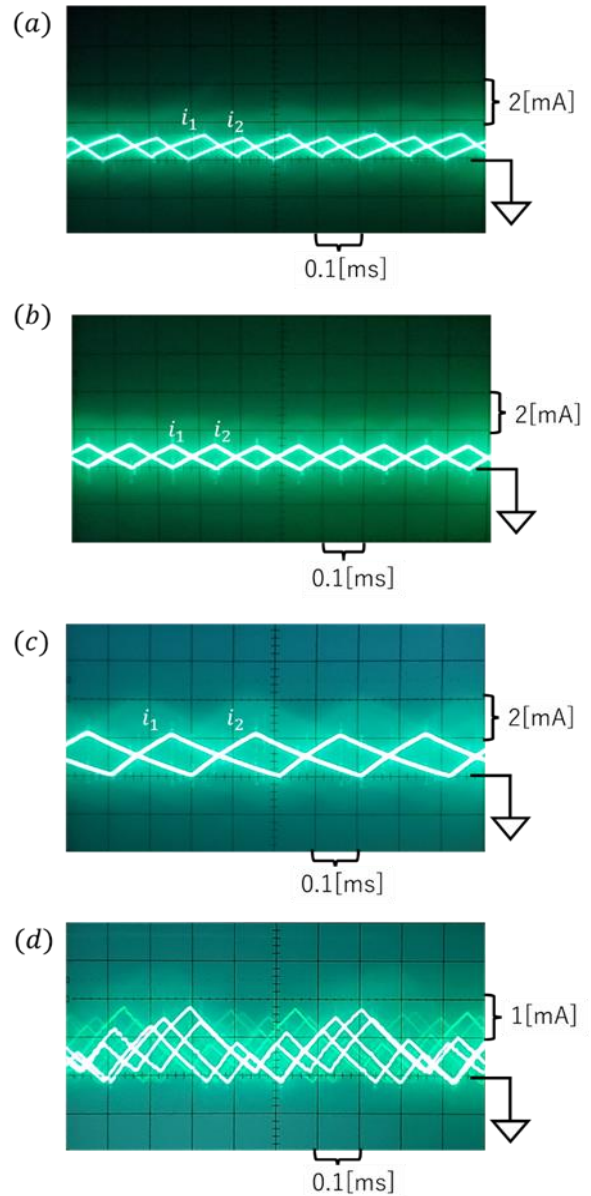 (a)
i₁ i₂
2[mA]
0.1[ms]
(b)
i₁ i₂
2[mA]
0.1[ms]
(c)
i₁ i₂
2[mA]
0.1[ms]
(d)
1[mA]
0.1[ms]